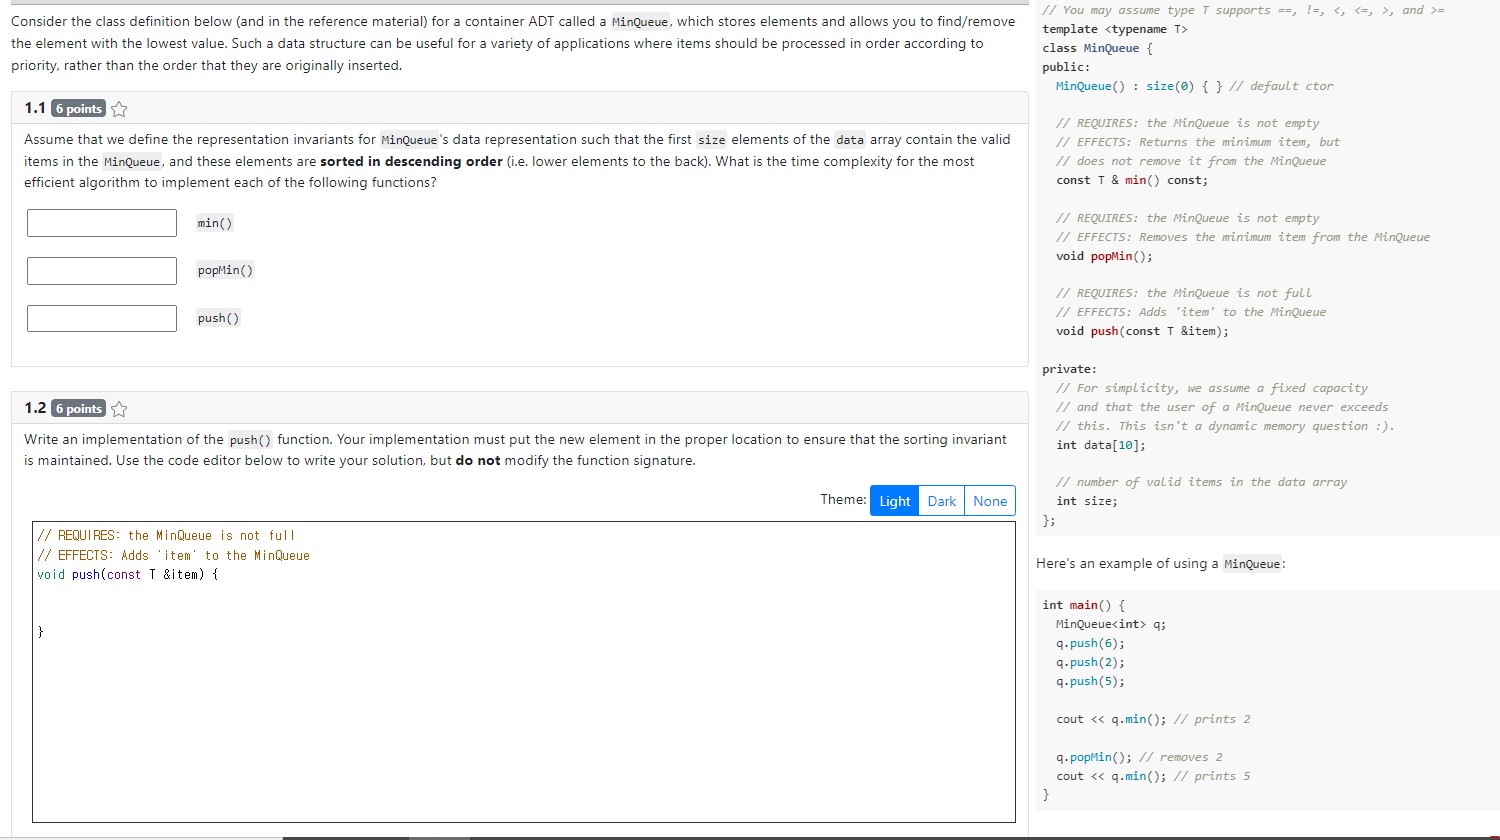 Consider the class definition below (and in the reference material) for a container ADT called a MinQueue, which stores elements and allows you to find/remove
the element with the lowest value. Such a data structure can be useful for a variety of applications where items should be processed in order according to
priority, rather than the order that they are originally inserted.
1.1 6 points
Assume that we define the representation invariants for MinQueue's data representation such that the first size elements of the data array contain the valid
items in the MinQueue, and these elements are sorted in descending order (i.e. lower elements to the back). What is the time complexity for the most
efficient algorithm to implement each of the following functions?
min()
popMin()
push()
1.2 6 points
Write an implementation of the push() function. Your implementation must put the new element in the proper location to ensure that the sorting invariant
is maintained. Use the code editor below to write your solution, but do not modify the function signature.
Theme: Light Dark None
// REQUIRES: the MinQueue is not full
// EFFECTS: Adds 'item' to the MinQueue
void push(const T &item) {
}
// You may assume type T supports ==, !=, <, <=, >, and >=
template <typename T>
class MinQueue {
public:
MinQueue() : size(0) { } // default ctor
// REQUIRES: the MinQueue is not empty
// EFFECTS: Returns the minimum item, but
// does not remove it from the MinQueue
const T & min() const;
// REQUIRES: the MinQueue is not empty
// EFFECTS: Removes the minimum item from the MinQueue
void popMin();
// REQUIRES: the MinQueue is not full
// EFFECTS: Adds 'item' to the MinQueue
void push(const T &item);
private:
// For simplicity, we assume a fixed capacity
// and that the user of a MinQueue never exceeds
// this. This isn't a dynamic memory question :).
int data[10];
// number of valid items in the data array
int size;
};
Here's an example of using a MinQueue:
int main() {
MinQueue<int> q;
q.push(6);
q.push(2);
q.push(5);
cout << q.min(); // prints 2
q.popMin(); // removes 2
cout << q.min(); // prints 5
}